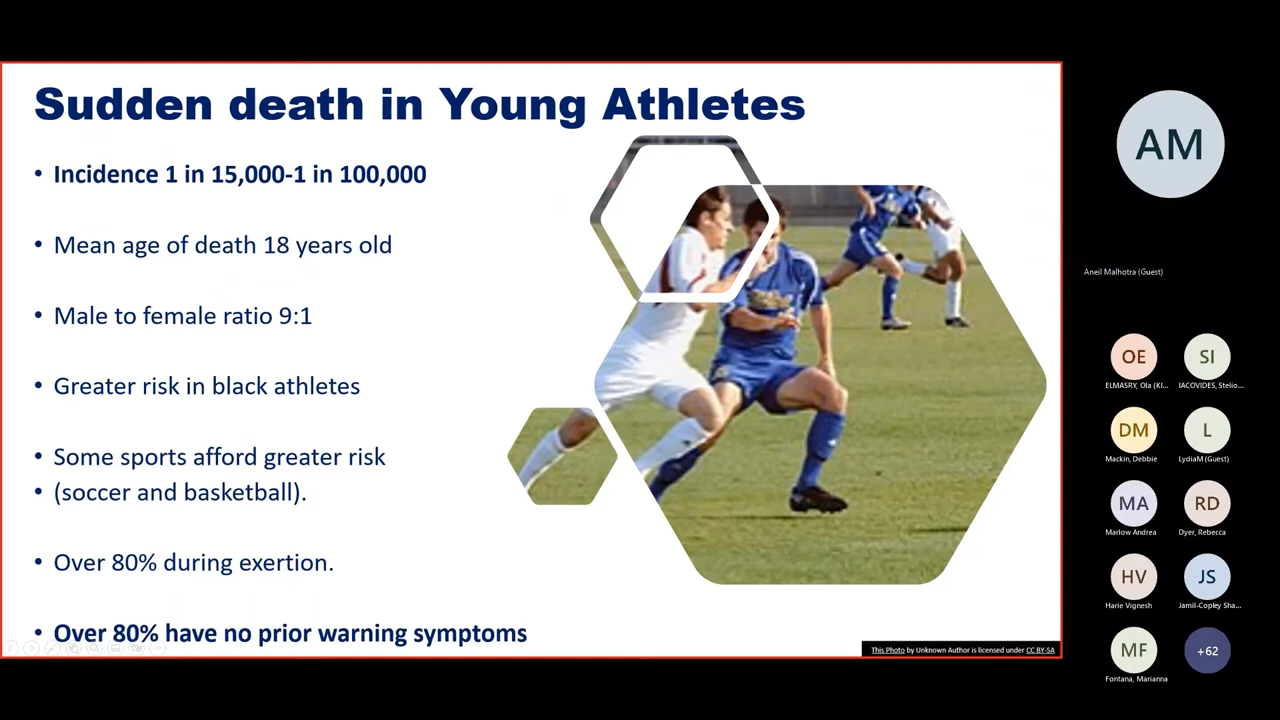 Sudden death in Young Athletes
• Incidence 1 in 15,000-1 in 100,000
• Mean age of death 18 years old
• Male to female ratio 9:1
• Greater risk in black athletes
• Some sports afford greater risk
• (soccer and basketball).
• Over 80% during exertion.
• Over 80% have no prior warning symptoms
This Photo by Unknown Author is licensed under CC BY-SA
AM
Aneil Malhotra (Guest)
OE
SI
ELMASRY, Ola (KI...
IACOVIDES, Stelio...
DM
L
Mackin, Debbie
LydiaM (Guest)
MA
RD
Marlow Andrea
Dyer, Rebecca
HV
JS
Harie Vignesh
Jamil-Copley Sha...
MF
+62
Fontana, Marianna